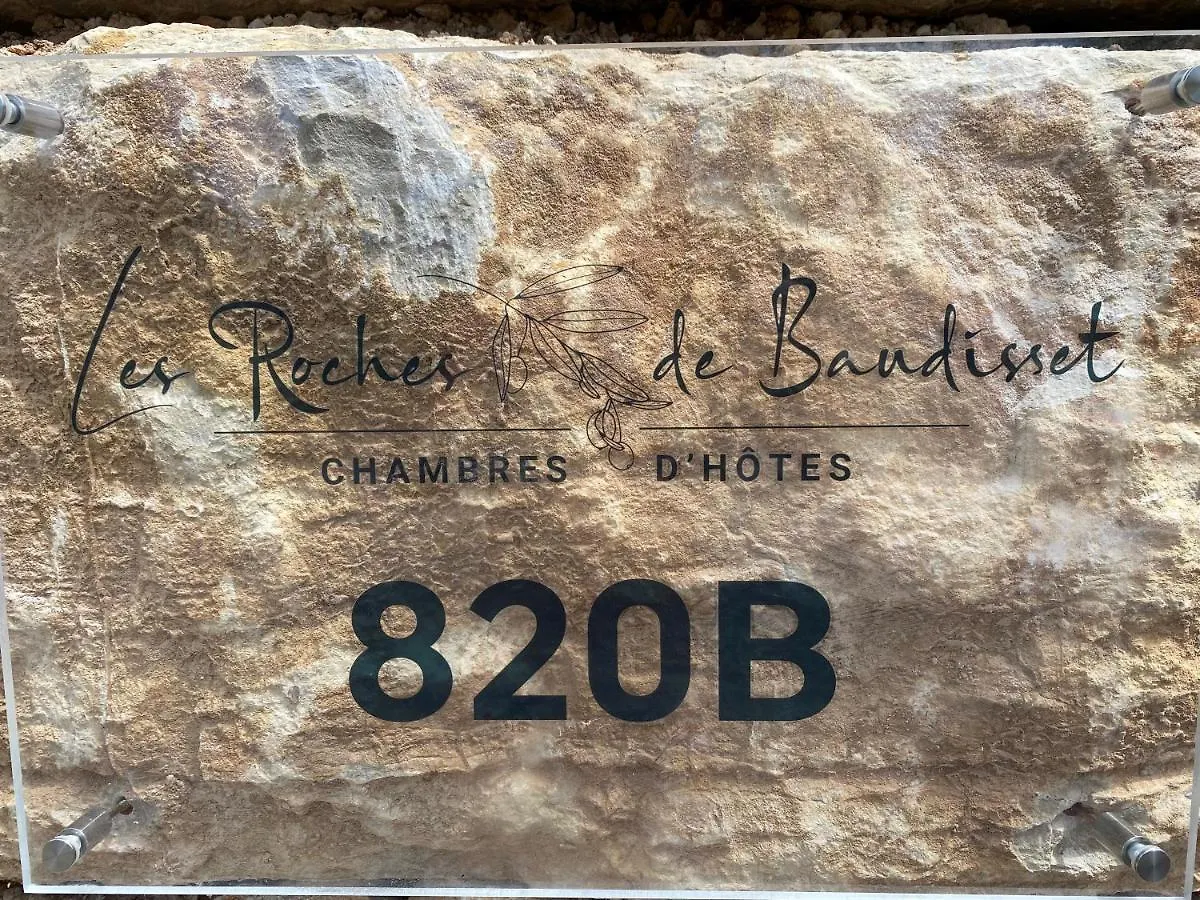 Les Roches de Baudisset
CHAMBRES D'HÔTES
820B